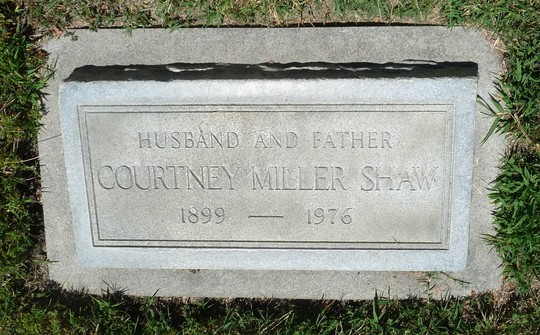 HUSBAND AND FATHER
COURTNEY MILLER SHAW
1899 — 1976